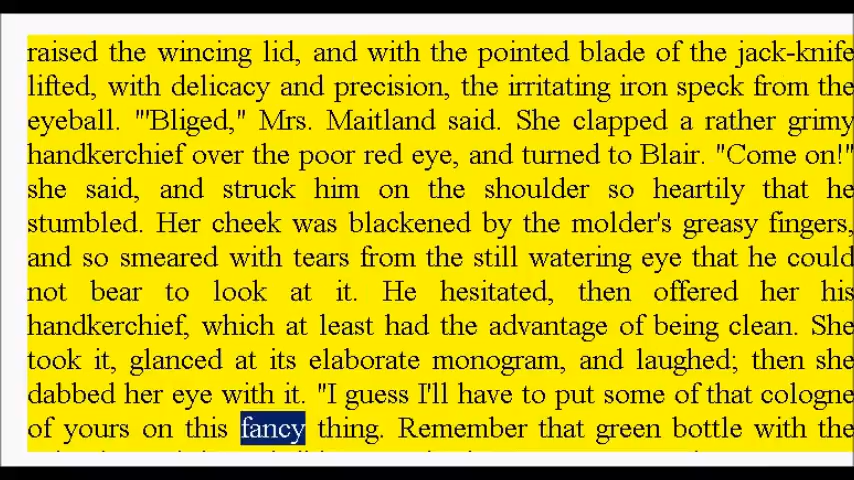 raised the wincing lid, and with the pointed blade of the jack-knife
lifted, with delicacy and precision, the irritating iron speck from the
eyeball. "'Bliged," Mrs. Maitland said. She clapped a rather grimy
handkerchief over the poor red eye, and turned to Blair. "Come on!"
she said, and struck him on the shoulder so heartily that he
stumbled. Her cheek was blackened by the molder's greasy fingers,
and so smeared with tears from the still watering eye that he could
not bear to look at it. He hesitated, then offered her his
handkerchief, which at least had the advantage of being clean. She
took it, glanced at its elaborate monogram, and laughed; then she
dabbed her eye with it. "I guess I'll have to put some of that cologne
of yours on this fancy thing. Remember that green bottle with the